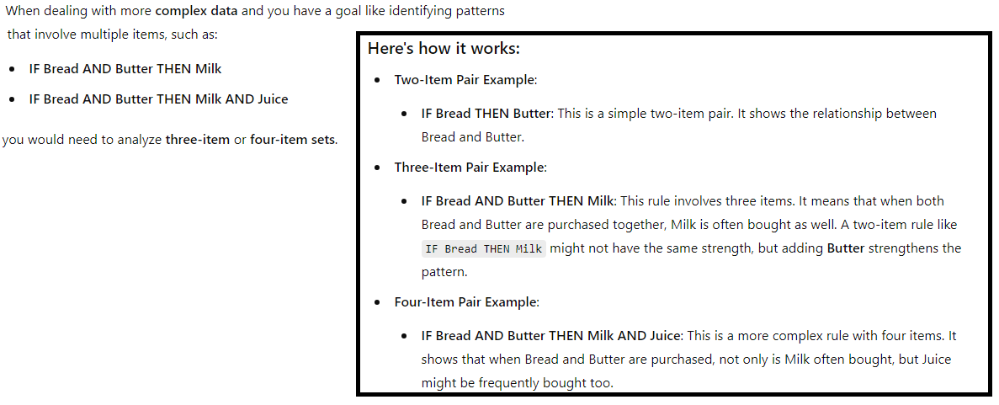 When dealing with more complex data and you have a goal like identifying patterns
that involve multiple items, such as:
• IF Bread AND Butter THEN Milk
• IF Bread AND Butter THEN Milk AND Juice
you would need to analyze three-item or four-item sets.
Here's how it works:
• Two-Item Pair Example:
• IF Bread THEN Butter: This is a simple two-item pair. It shows the relationship between
Bread and Butter.
• Three-Item Pair Example:
• IF Bread AND Butter THEN Milk: This rule involves three items. It means that when both
Bread and Butter are purchased together, Milk is often bought as well. A two-item rule like
IF Bread THEN Milk might not have the same strength, but adding Butter strengthens the
pattern.
• Four-Item Pair Example:
• IF Bread AND Butter THEN Milk AND Juice: This is a more complex rule with four items. It
shows that when Bread and Butter are purchased, not only is Milk often bought, but Juice
might be frequently bought too.